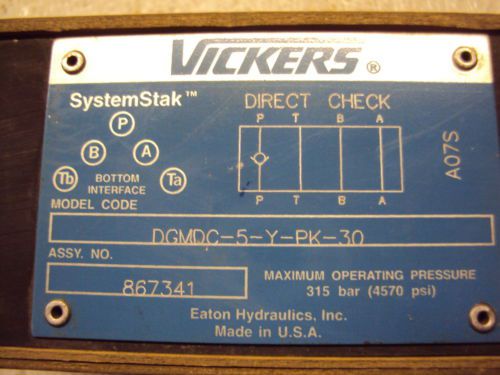 VICKERS®
SystemStak™
DIRECT CHECK
P
B A
Tb BOTTOM INTERFACE Ta
P T B A
P T B A
A07S
MODEL CODE
DGMDC-5-Y-PK-30
ASSY. NO.
867341
MAXIMUM OPERATING PRESSURE
315 bar (4570 psi)
Eaton Hydraulics, Inc.
Made in U.S.A.